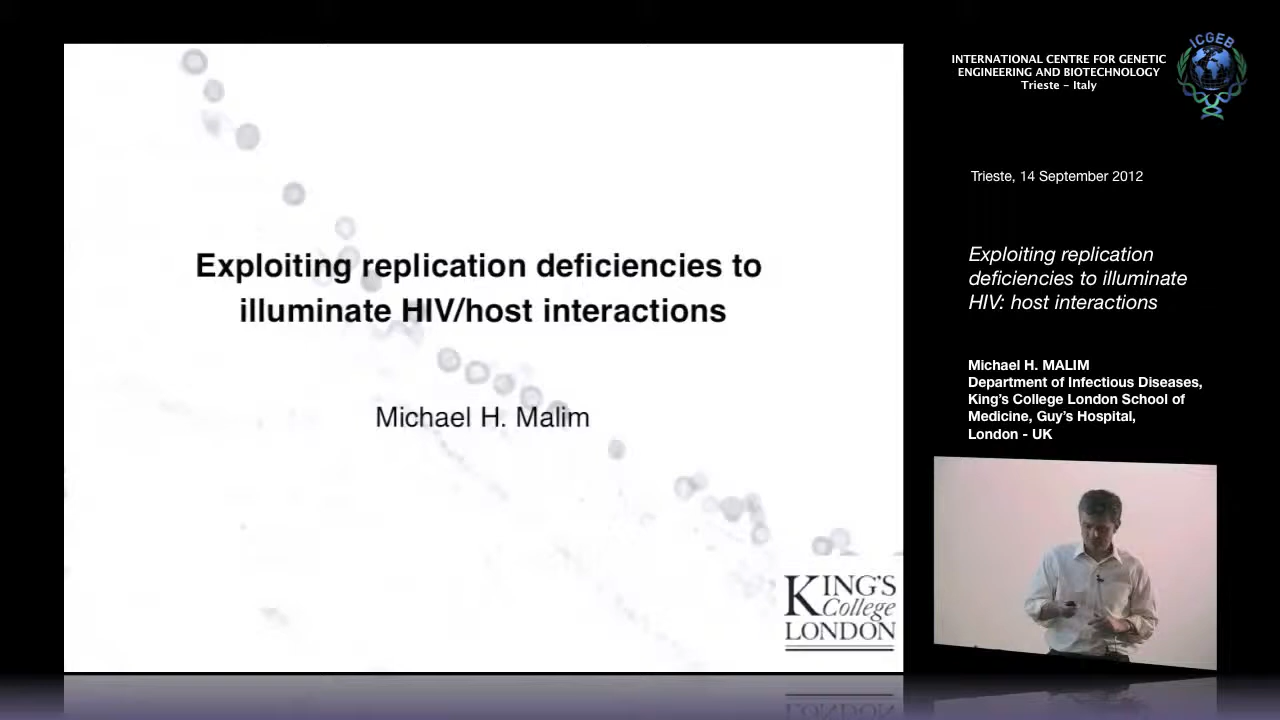 Exploiting replication deficiencies to
illuminate HIV/host interactions
Michael H. Malim
KING'S
College
LONDON
INTERNATIONAL CENTRE FOR GENETIC
ENGINEERING AND BIOTECHNOLOGY
Trieste - Italy
ICGEB
Trieste, 14 September 2012
Exploiting replication
deficiencies to illuminate
HIV: host interactions
Michael H. MALIM
Department of Infectious Diseases,
King's College London School of
Medicine, Guy's Hospital,
London - UK